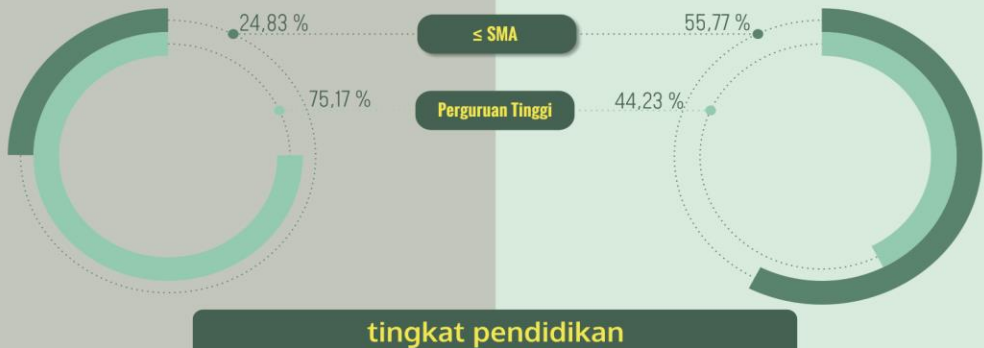 24,83 % ≤ SMA 55,77 %
75,17 % Perguruan Tinggi 44,23 %
tingkat pendidikan